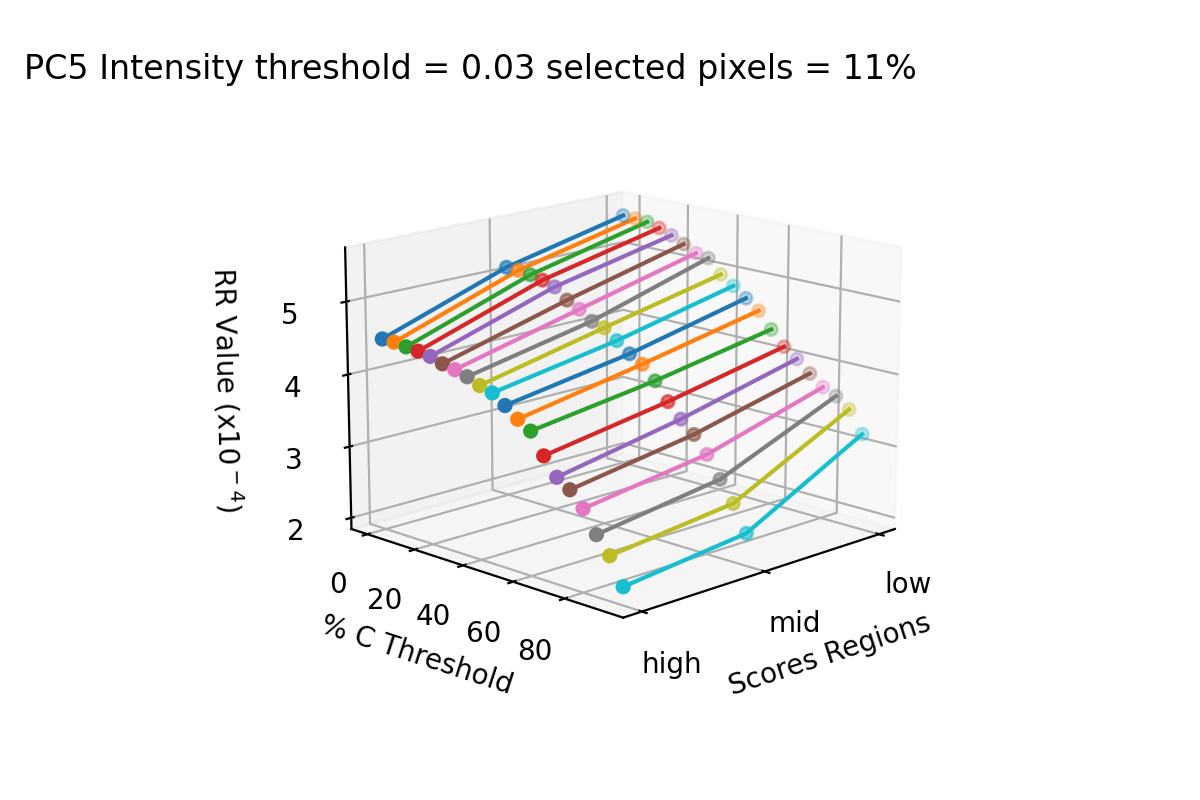 PC5 Intensity threshold = 0.03 selected pixels = 11%
RR Value (x10⁻⁴)
5
4
3
2
0
20
40
60
80
% C Threshold
high
mid
low
Scores Regions